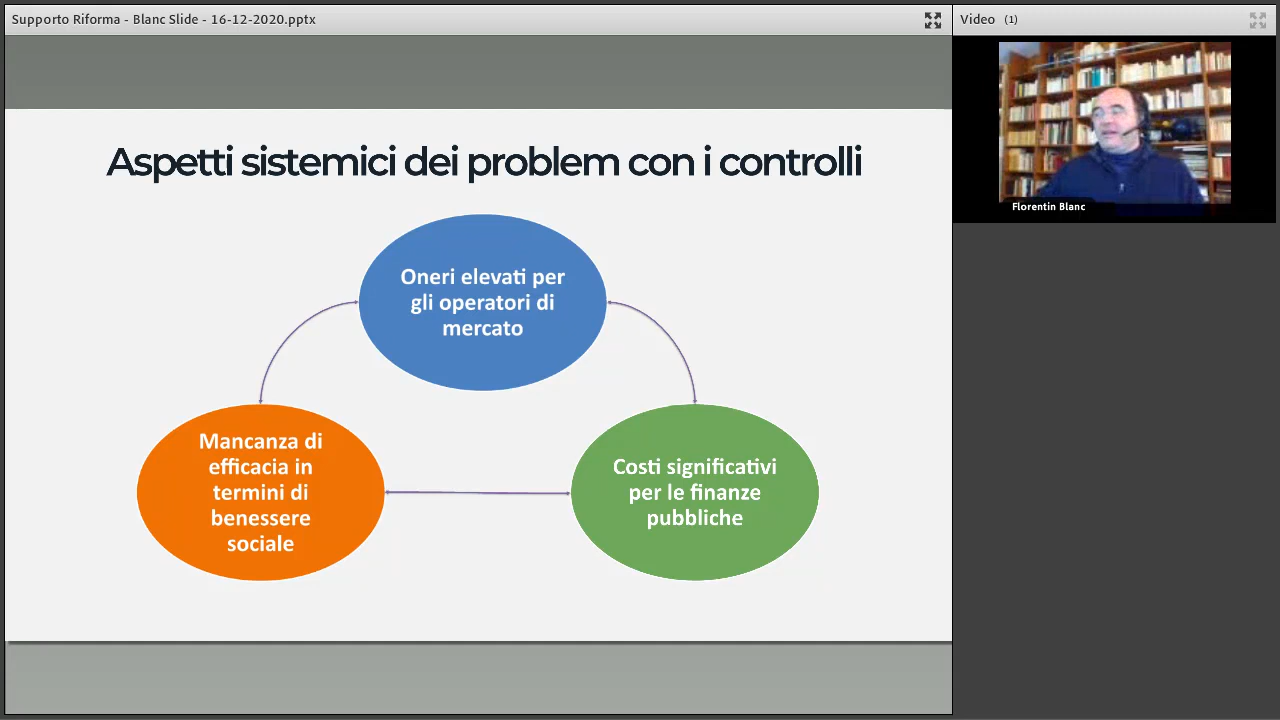 Supporto Riforma - Blanc Slide - 16-12-2020.pptx
Video (1)
Florentin Blanc
Aspetti sistemici dei problem con i controlli
Oneri elevati per
gli operatori di
mercato
Mancanza di
efficacia in
termini di
benessere
sociale
Costi significativi
per le finanze
pubbliche